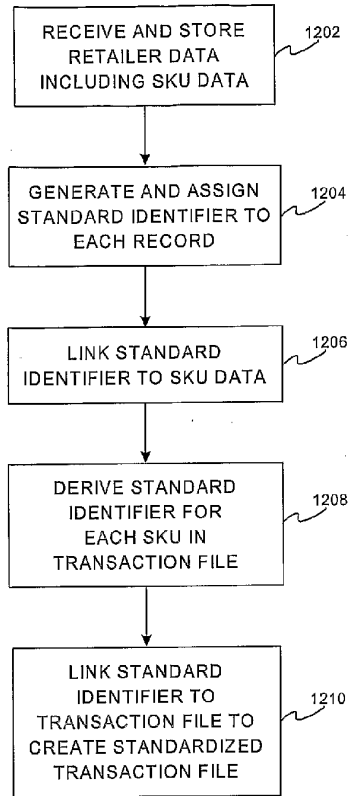 RECEIVE AND STORE
RETAILER DATA
INCLUDING SKU DATA
1202
GENERATE AND ASSIGN
STANDARD IDENTIFIER TO
EACH RECORD
1204
LINK STANDARD
IDENTIFIER TO SKU DATA
1206
DERIVE STANDARD
IDENTIFIER FOR
EACH SKU IN
TRANSACTION FILE
1208
LINK STANDARD
IDENTIFIER TO
TRANSACTION FILE TO
CREATE STANDARDIZED
TRANSACTION FILE
1210